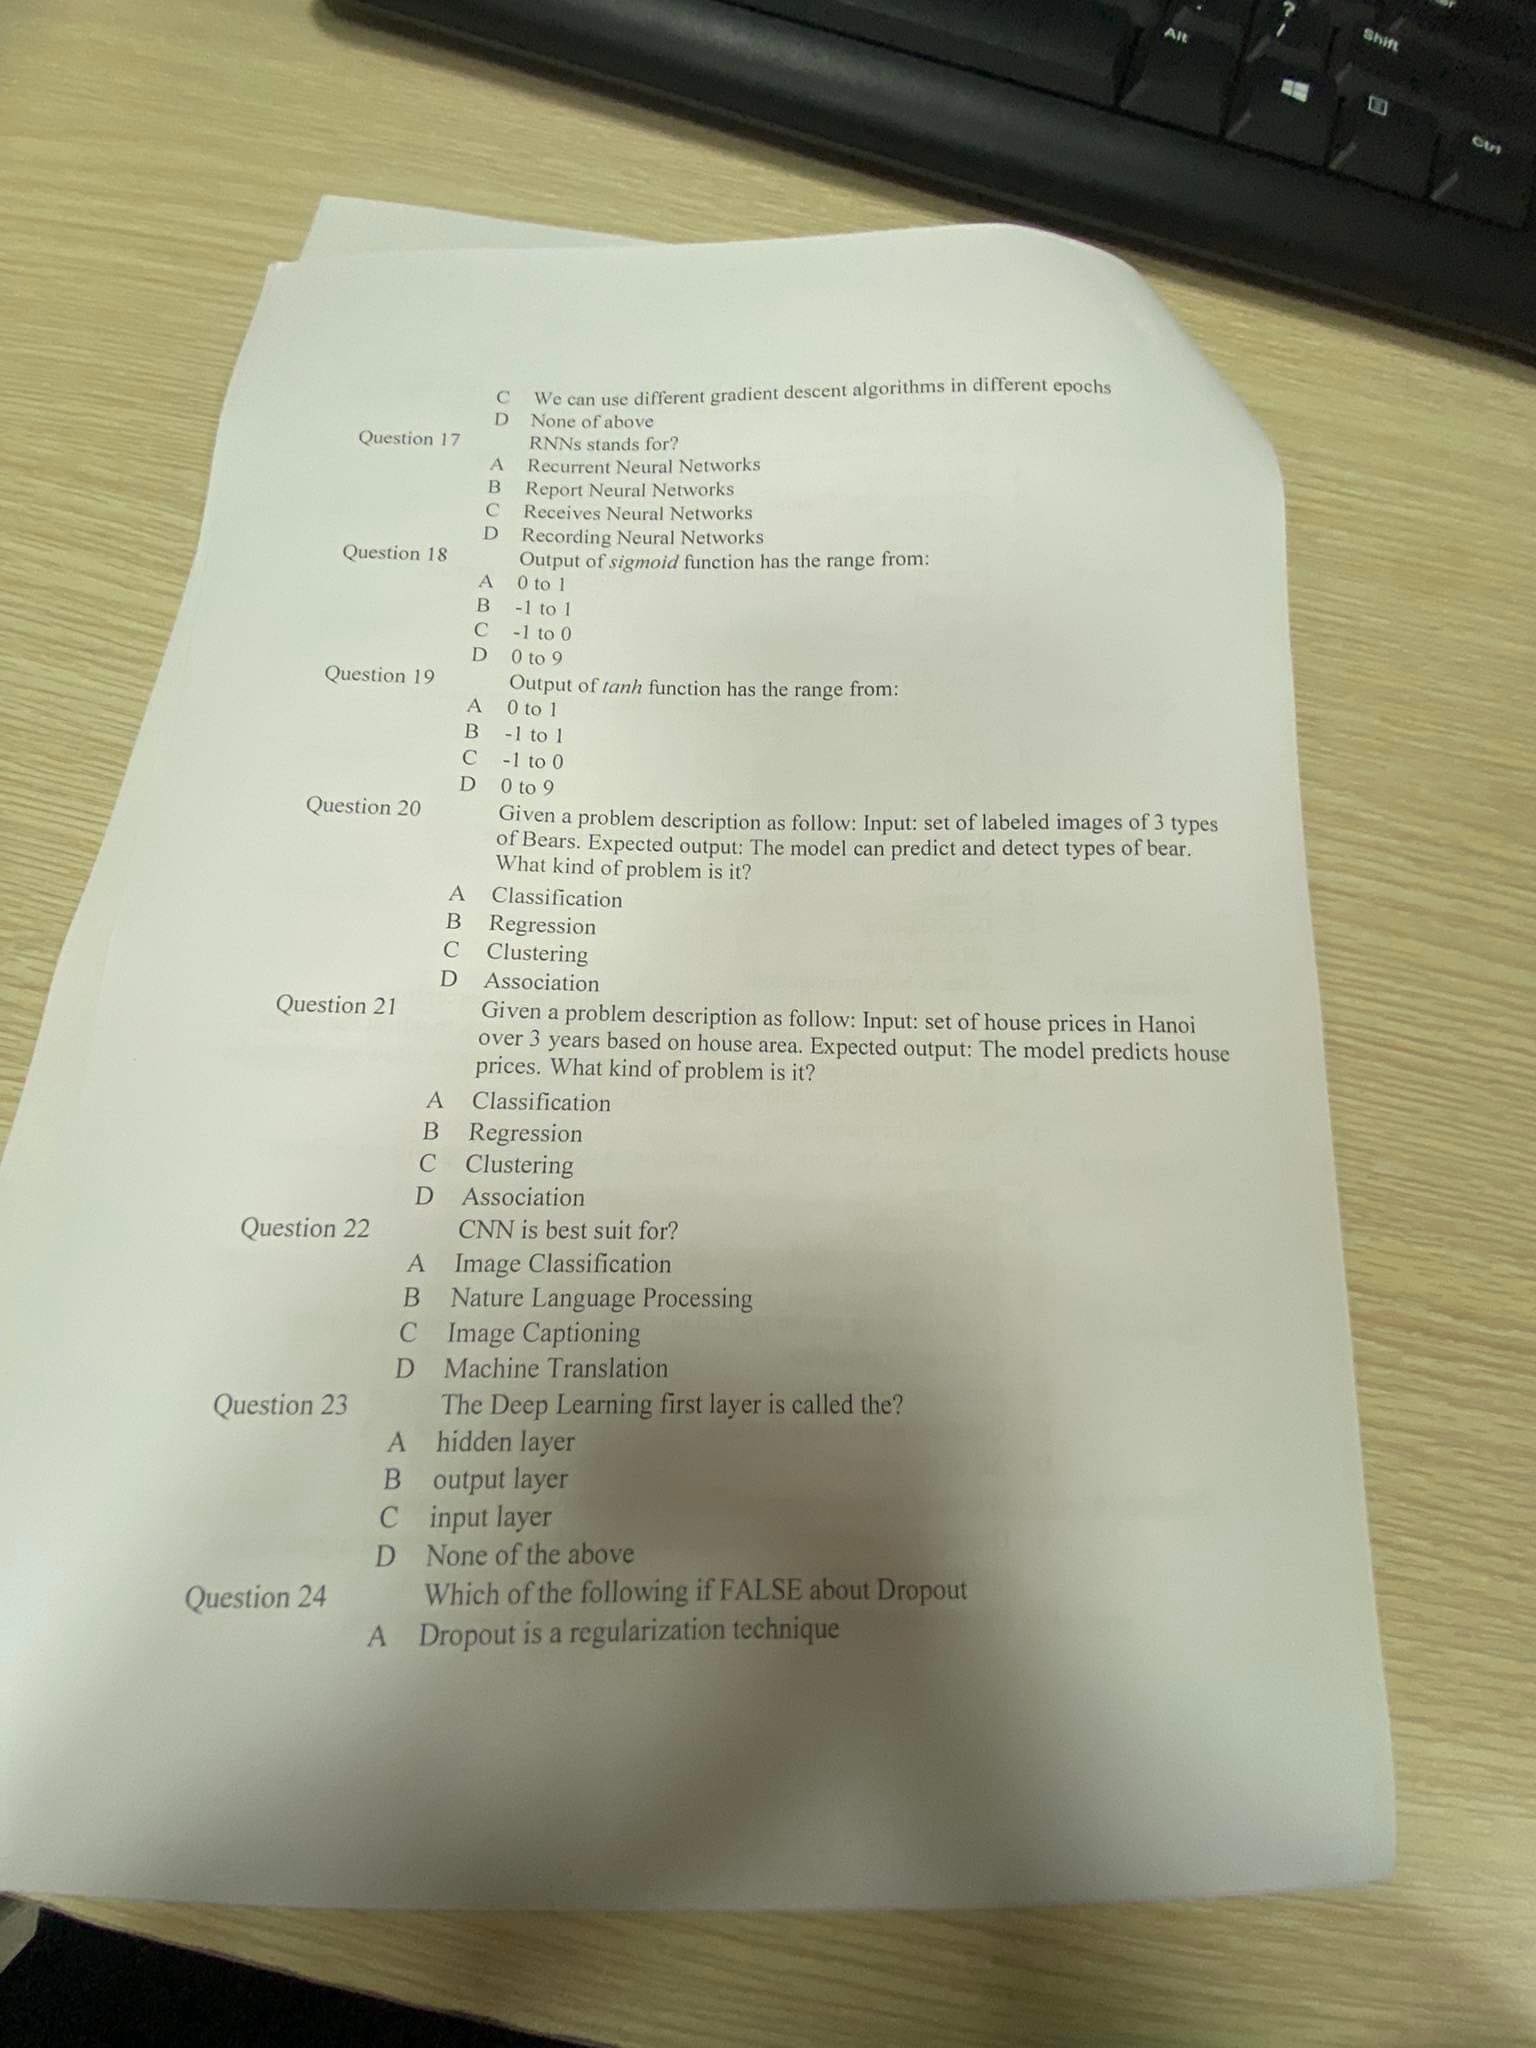 Alt
?
/
Shift
Ctrl
C We can use different gradient descent algorithms in different epochs
D None of above
Question 17 RNNs stands for?
A Recurrent Neural Networks
B Report Neural Networks
C Receives Neural Networks
D Recording Neural Networks
Question 18 Output of sigmoid function has the range from:
A 0 to 1
B -1 to 1
C -1 to 0
D 0 to 9
Question 19 Output of tanh function has the range from:
A 0 to 1
B -1 to 1
C -1 to 0
D 0 to 9
Question 20 Given a problem description as follow: Input: set of labeled images of 3 types
of Bears. Expected output: The model can predict and detect types of bear.
What kind of problem is it?
A Classification
B Regression
C Clustering
D Association
Question 21 Given a problem description as follow: Input: set of house prices in Hanoi
over 3 years based on house area. Expected output: The model predicts house
prices. What kind of problem is it?
A Classification
B Regression
C Clustering
D Association
Question 22 CNN is best suit for?
A Image Classification
B Nature Language Processing
C Image Captioning
D Machine Translation
Question 23 The Deep Learning first layer is called the?
A hidden layer
B output layer
C input layer
D None of the above
Question 24 Which of the following if FALSE about Dropout
A Dropout is a regularization technique